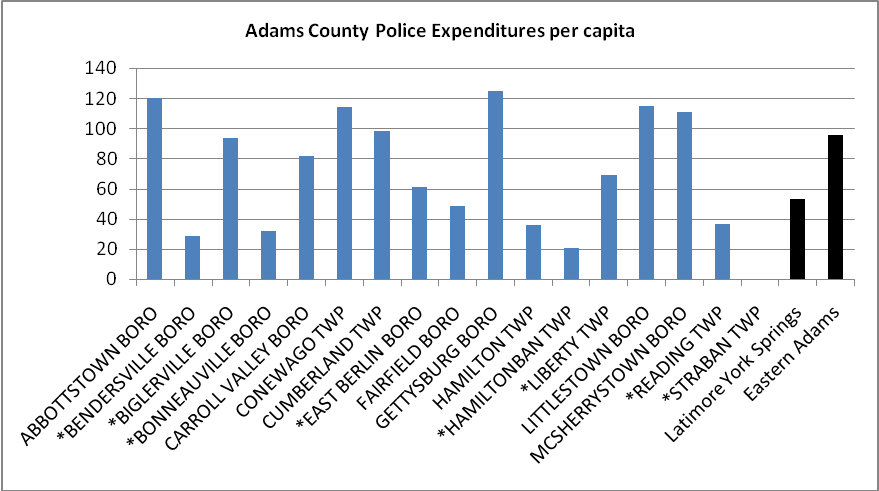 Adams County Police Expenditures per capita
140
120
100
80
60
40
20
0
ABBOTTSTOWN BORO
*BENDERSVILLE BORO
*BIGLERVILLE BORO
*BONNEAUVILLE BORO
CARROLL VALLEY BORO
CONEWAGO TWP
CUMBERLAND TWP
*EAST BERLIN BORO
FAIRFIELD BORO
GETTYSBURG BORO
HAMILTON TWP
*HAMILTONBAN TWP
*LIBERTY TWP
LITTLESTOWN BORO
MCSHERRYSTOWN BORO
*READING TWP
*STRABAN TWP
Latimore York Springs
Eastern Adams